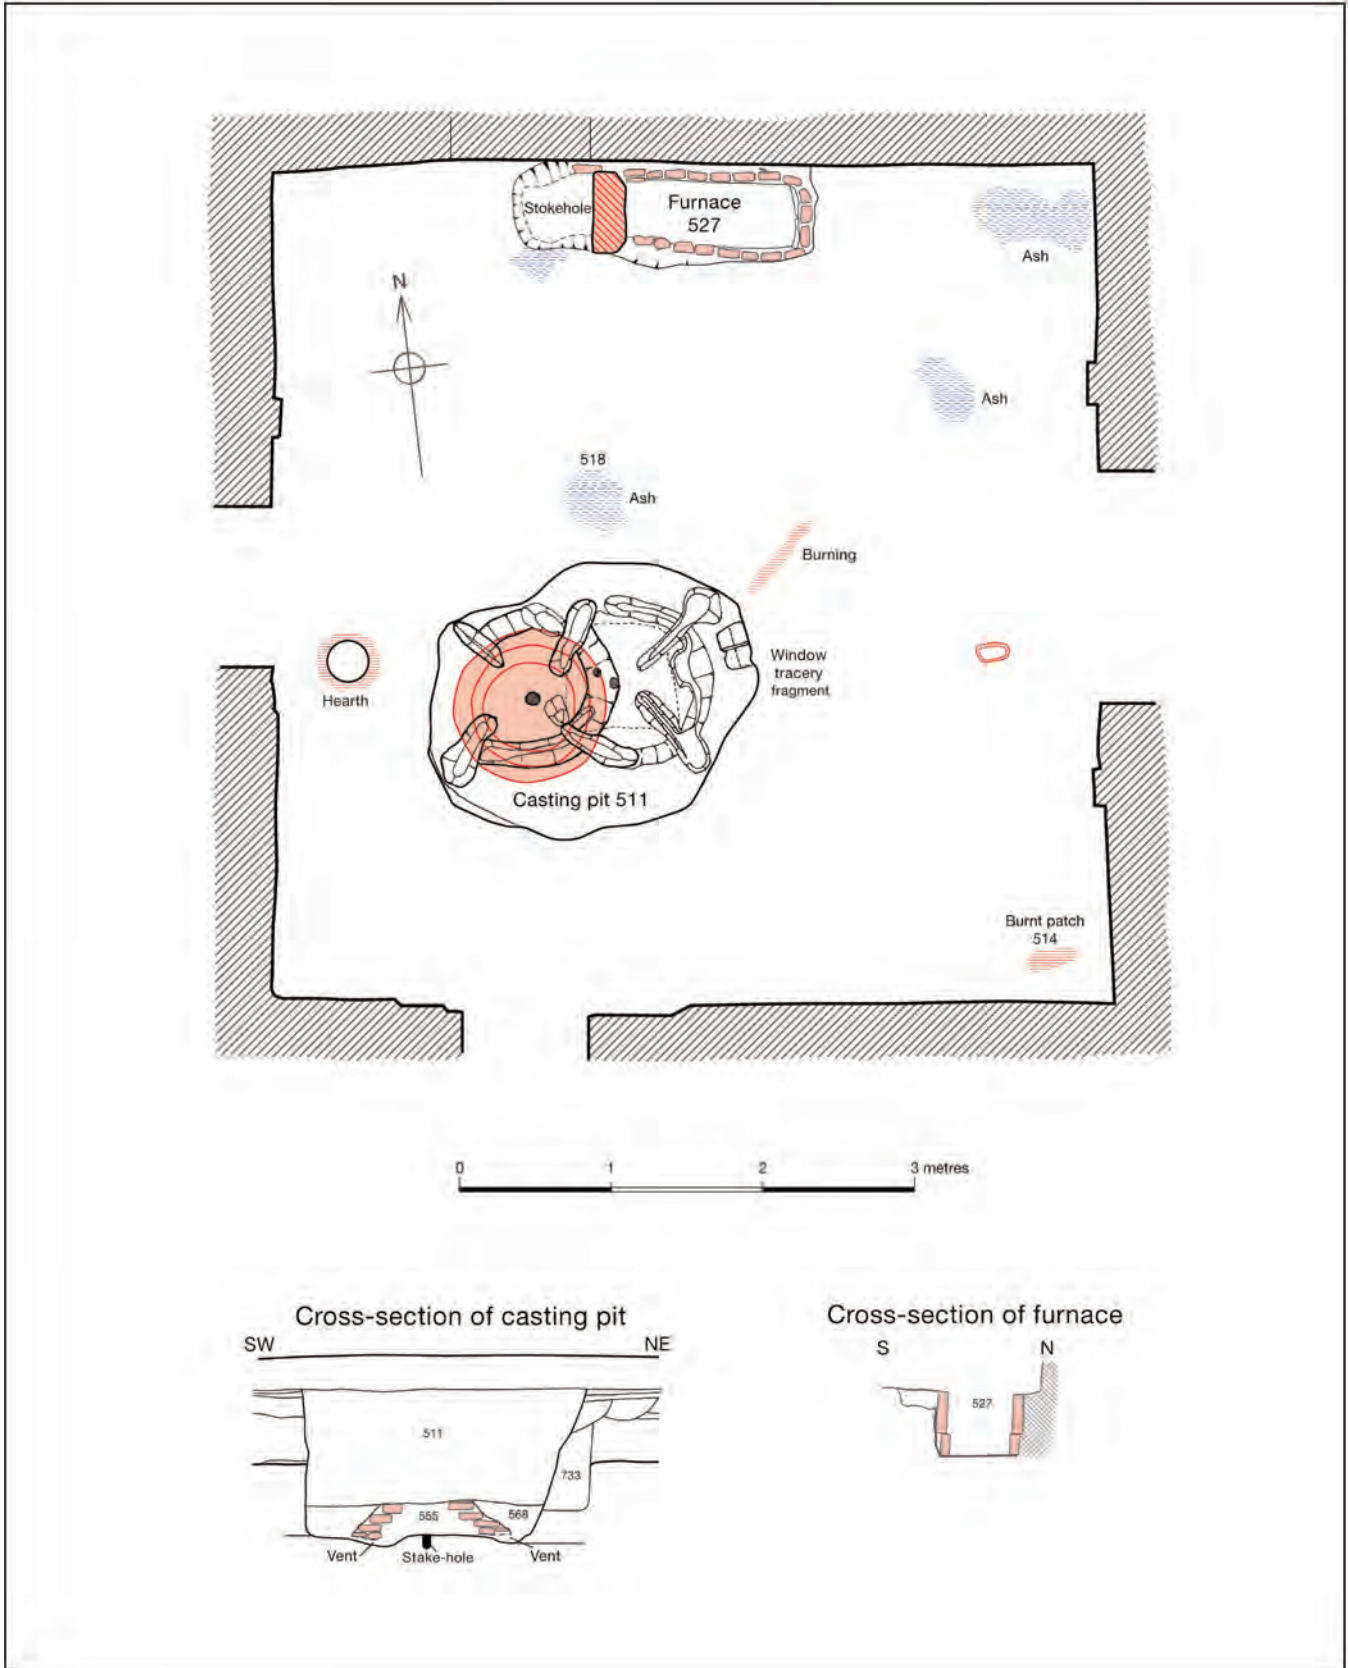 Stokehole
Furnace
527
Ash
N
Ash
518
Ash
Burning
Window
tracery
fragment
Hearth
Casting pit 511
Burnt patch
514
0 1 2 3 metres
Cross-section of casting pit
SW NE
511
733
555
568
Vent
Stake-hole
Vent
Cross-section of furnace
S N
527